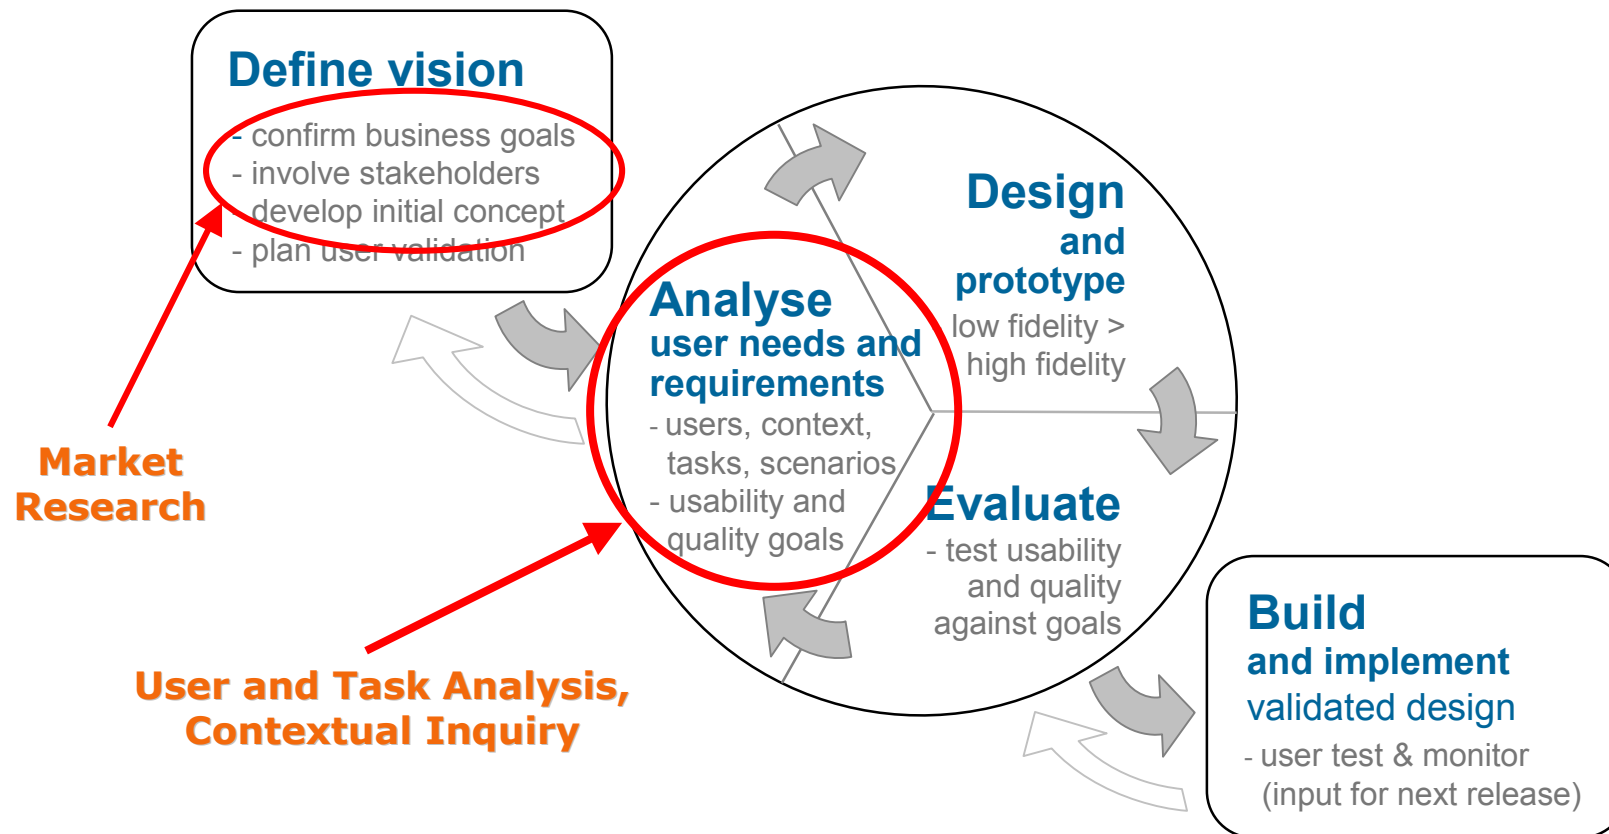 Define vision
- confirm business goals
- involve stakeholders
- develop initial concept
- plan user validation
Market
Research
Analyse
user needs and
requirements
- users, context,
tasks, scenarios
- usability and
quality goals
User and Task Analysis,
Contextual Inquiry
Design
and
prototype
low fidelity >
high fidelity
Evaluate
- test usability
and quality
against goals
Build
and implement
validated design
- user test & monitor
(input for next release)